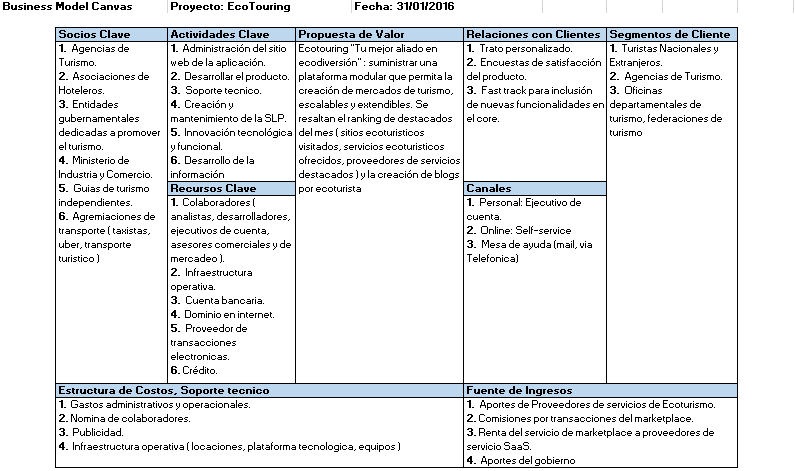 Business Model Canvas Proyecto: EcoTouring Fecha: 31/01/2016
Socios Clave
1. Agencias de
Turismo.
2. Asociaciones de
Hoteleros.
3. Entidades
gubernamentales
dedicadas a promover
el turismo.
4. Ministerio de
Industria y Comercio.
5. Guias de turismo
independientes.
6. Agremiaciones de
transporte ( taxistas,
uber, transporte
turistico )
Actividades Clave
1. Administración del sitio
web de la aplicación.
2. Desarrollar el producto.
3. Soporte tecnico.
4. Creación y
mantenimiento de la SLP.
5. Innovación tecnológica
y funcional.
6. Desarrollo de la
información
Recursos Clave
1. Colaboradores (
analistas, desarrolladores,
ejecutivos de cuenta,
asesores comerciales y de
mercadeo ).
2. Infraestructura
operativa.
3. Cuenta bancaria.
4. Dominio en internet.
5. Proveedor de
transacciones
electronicas.
6. Crédito.
Propuesta de Valor
Ecotouring "Tu mejor aliado en
ecodiversión" : suministrar una
plataforma modular que permita la
creación de mercados de turismo,
escalables y extendibles. Se
resaltan el ranking de destacados
del mes ( sitios ecoturisticos
visitados, servicios ecoturisticos
ofrecidos, proveedores de servicios
destacados ) y la creación de blogs
por ecoturista
Relaciones con Clientes
1. Trato personalizado.
2. Encuestas de satisfacción
del producto.
3. Fast track para inclusión
de nuevas funcionalidades en
el core.
Canales
1. Personal: Ejecutivo de
cuenta.
2. Online: Self-service
3. Mesa de ayuda (mail, via
Telefonica)
Segmentos de Cliente
1. Turistas Nacionales y
Extranjeros.
2. Agencias de Turismo.
3. Oficinas
departamentales de
turismo, federaciones de
turismo
Estructura de Costos, Soporte tecnico
1. Gastos administrativos y operacionales.
2. Nomina de colaboradores.
3. Publicidad.
4. Infraestructura operativa ( locaciones, plataforma tecnologica, equipos )
Fuente de Ingresos
1. Aportes de Proveedores de servicios de Ecoturismo.
2. Comisiones por transacciones del marketplace.
3. Renta del servicio de marketplace a proveedores de
servicio SaaS.
4. Aportes del gobierno